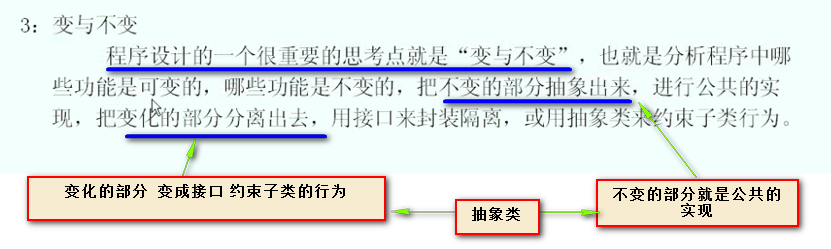 3：变与不变
程序设计的一个很重要的思考点就是“变与不变”，也就是分析程序中哪
些功能是可变的，哪些功能是不变的，把不变的部分抽象出来，进行公共的实
现，把变化的部分分离出去，用接口来封装隔离，或用抽象类来约束子类行为。
变化的部分 变成接口 约束子类的行为
抽象类
不变的部分就是公共的
实现